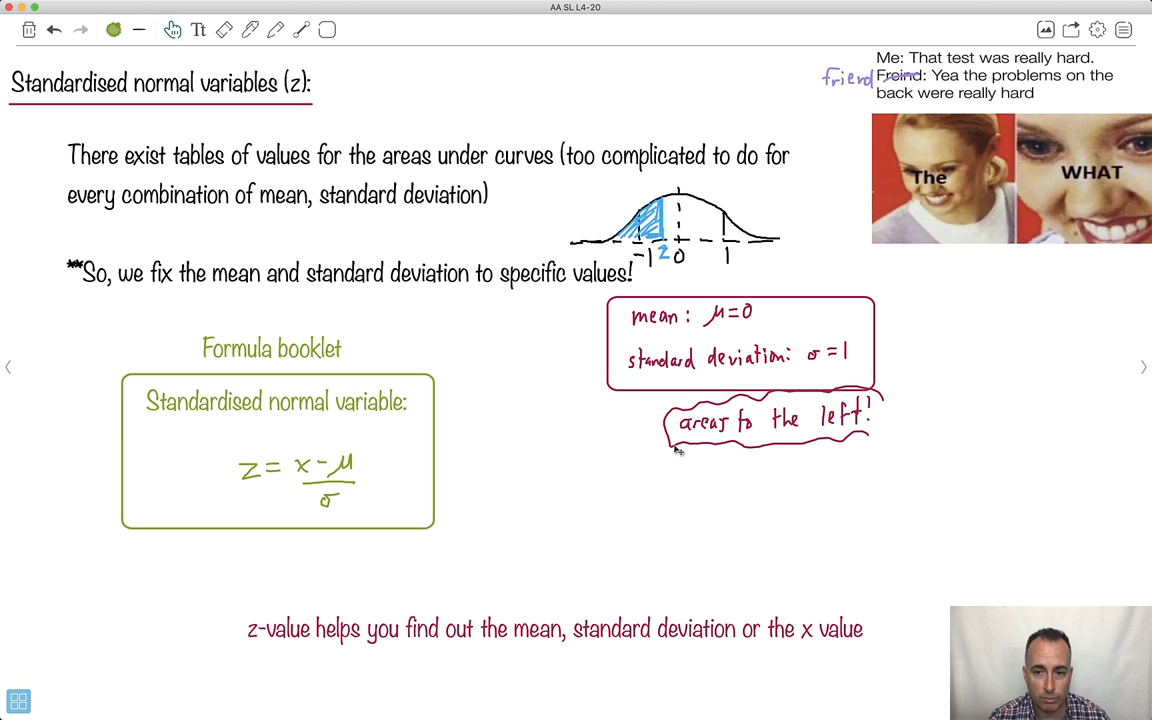 AA SL L4-20
Tt
Standardised normal variables (z):
Me: That test was really hard.
friend Freind: Yea the problems on the
back were really hard
The
WHAT
There exist tables of values for the areas under curves (too complicated to do for
every combination of mean, standard deviation)
-1 z 0 1
**So, we fix the mean and standard deviation to specific values!
mean: μ=0
standard deviation: σ=1
areas to the left!
Formula booklet
Standardised normal variable:
z= x-μ
σ
z-value helps you find out the mean, standard deviation or the x value